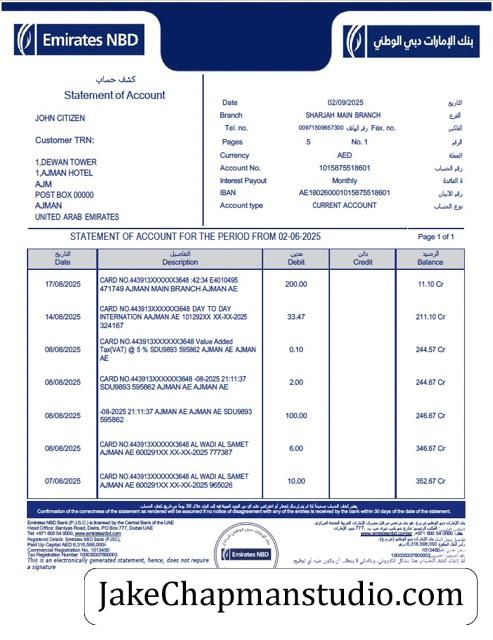 Emirates NBD
بنك الإمارات دبي الوطني
كشف حساب
Statement of Account
JOHN CITIZEN
Customer TRN:
1,DEWAN TOWER
1,AJMAN HOTEL
AJM
POST BOX 00000
AJMAN
UNITED ARAB EMIRATES
Date 02/09/2025 التاريخ
Branch SHARJAH MAIN BRANCH الفرع
Tel. no. 00971509657300 رقم الهاتف Fax. no. الفاكس
Pages 5 No. 1 الرقم
Currency AED العملة
Account No. 1015875518601 رقم الحساب
Interest Payout Monthly
IBAN AE180260001015875518601 رقم الآيبان
Account type CURRENT ACCOUNT نوع الحساب
STATEMENT OF ACCOUNT FOR THE PERIOD FROM 02-06-2025 Page 1 of 1
التاريخ التفاصيل مدين دائن الرصيد
Date Description Debit Credit Balance
17/08/2025 CARD NO.443913XXXXXX3648 :42:34 E4010495 200.00 11.10 Cr
471749 AJMAN MAIN BRANCH AJMAN AE
14/08/2025 CARD NO.443913XXXXXX3648 DAY TO DAY 33.47 211.10 Cr
INTERNATION AAJMAN AE 101292XX XX-XX-2025
324167
08/08/2025 CARD NO.443913XXXXXX3648 Value Added 0.10 244.57 Cr
Tax(VAT) @ 5 % SDU9893 595862 AJMAN AE AJMAN
AE
08/08/2025 CARD NO.443913XXXXXX3648 -08-2025 21:11:37 2.00 244.67 Cr
SDU9893 595862 AJMAN AE AJMAN AE
08/08/2025 -08-2025 21:11:37 AJMAN AE AJMAN AE SDU9893 100.00 246.67 Cr
595862
08/08/2025 CARD NO.443913XXXXXX3648 AL WADI AL SAMET 6.00 346.67 Cr
AJMAN AE 600291XX XX-XX-2025 777387
07/08/2025 CARD NO.443913XXXXXX3648 AL WADI AL SAMET 10.00 352.67 Cr
AJMAN AE 600291XX XX-XX-2025 965026
Confirmation of the correctness of the statement as rendered will be assumed if no notice of disagreement with any of the entries is received by the bank within 30 days of the date of the statement.
Emirates NBD Bank (P.J.S.C.) is licensed by the Central Bank of the UAE
Head Office: Baniyas Road, Deira, PO Box 777, Dubai UAE
Tel: +971 600 54 0000, www.emiratesnbd.com
Registered Details: Emirates NBD Bank (PJSC),
Paid Up Capital AED 6,316,598,000/-
Commercial Registration No. 1013450
Tax Registration Number 100035307600003
This is an electronically generated statement, hence, does not require
a signature
Emirates NBD
JakeChapmanstudio.com